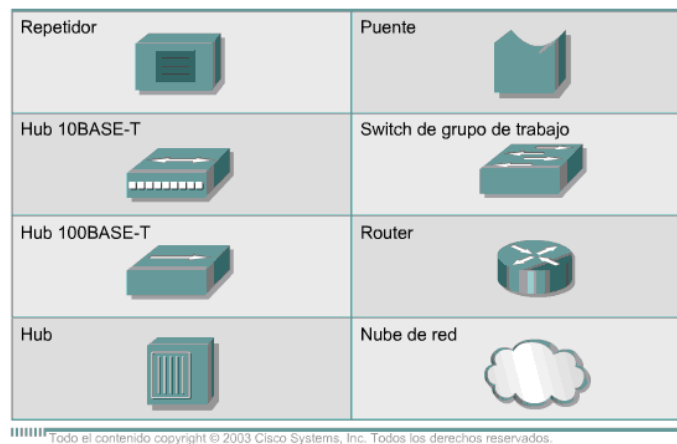 Repetidor
Puente
Hub 10BASE-T
Switch de grupo de trabajo
Hub 100BASE-T
Router
Hub
Nube de red
Todo el contenido copyright © 2003 Cisco Systems, Inc. Todos los derechos reservados.